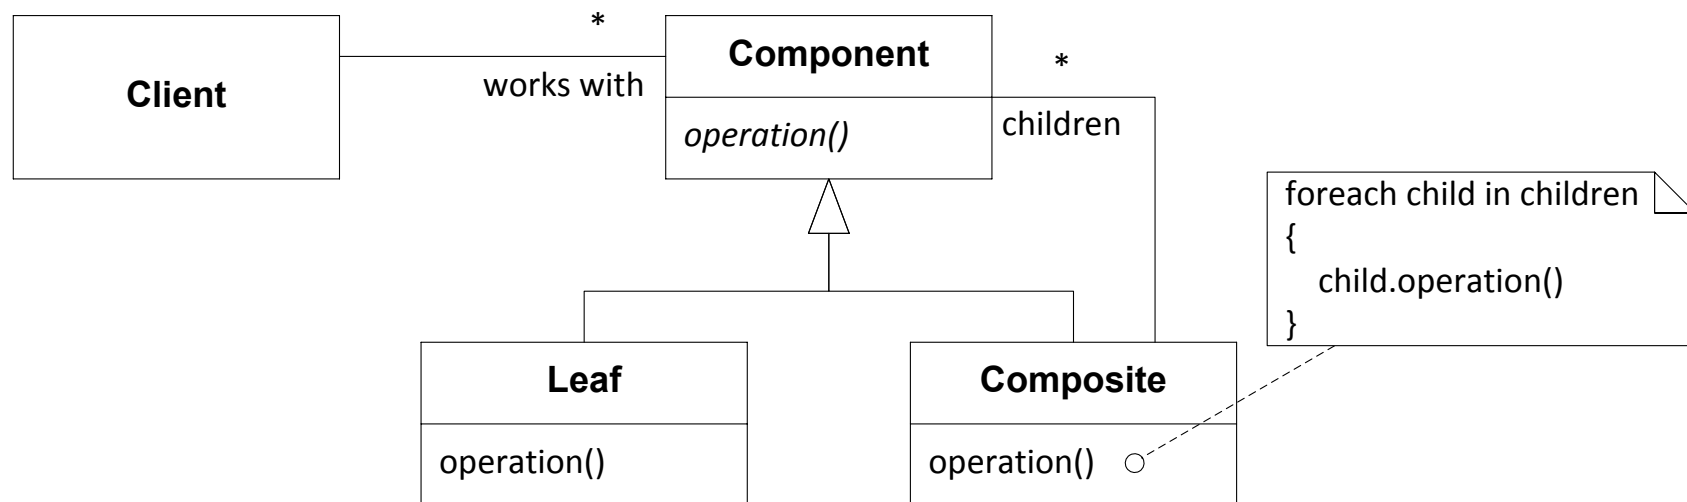 Client
*
works with
Component
operation()
*
children
foreach child in children
{
child.operation()
}
Leaf
operation()
Composite
operation()